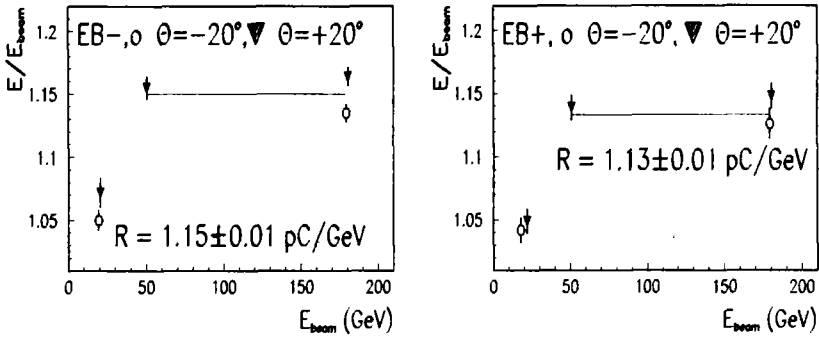 E/E_beam
EB−,o Θ=−20°,▼ Θ=+20°
1.2
1.15
1.1
1.05
R = 1.15±0.01 pC/GeV
0 50 100 150 200
E_beam (GeV)
E/E_beam
EB+, o Θ=−20°, ▼ Θ=+20°
1.2
1.15
1.1
1.05
R = 1.13±0.01 pC/GeV
0 50 100 150 200
E_beam (GeV)